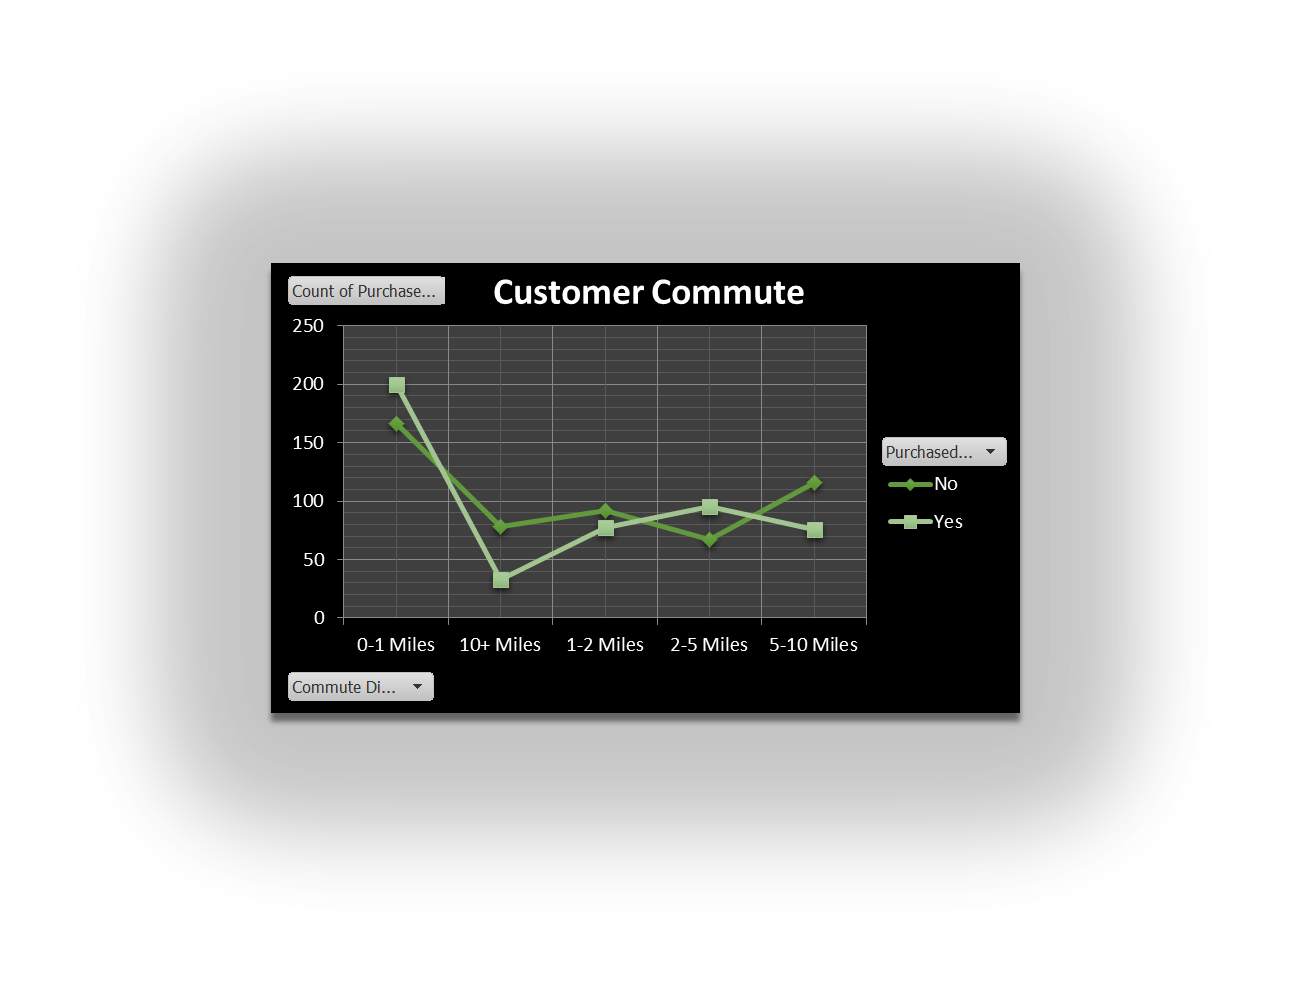 Count of Purchase...
Customer Commute
250
200
150
100
50
0
0-1 Miles 10+ Miles 1-2 Miles 2-5 Miles 5-10 Miles
Purchased...
No
Yes
Commute Di...